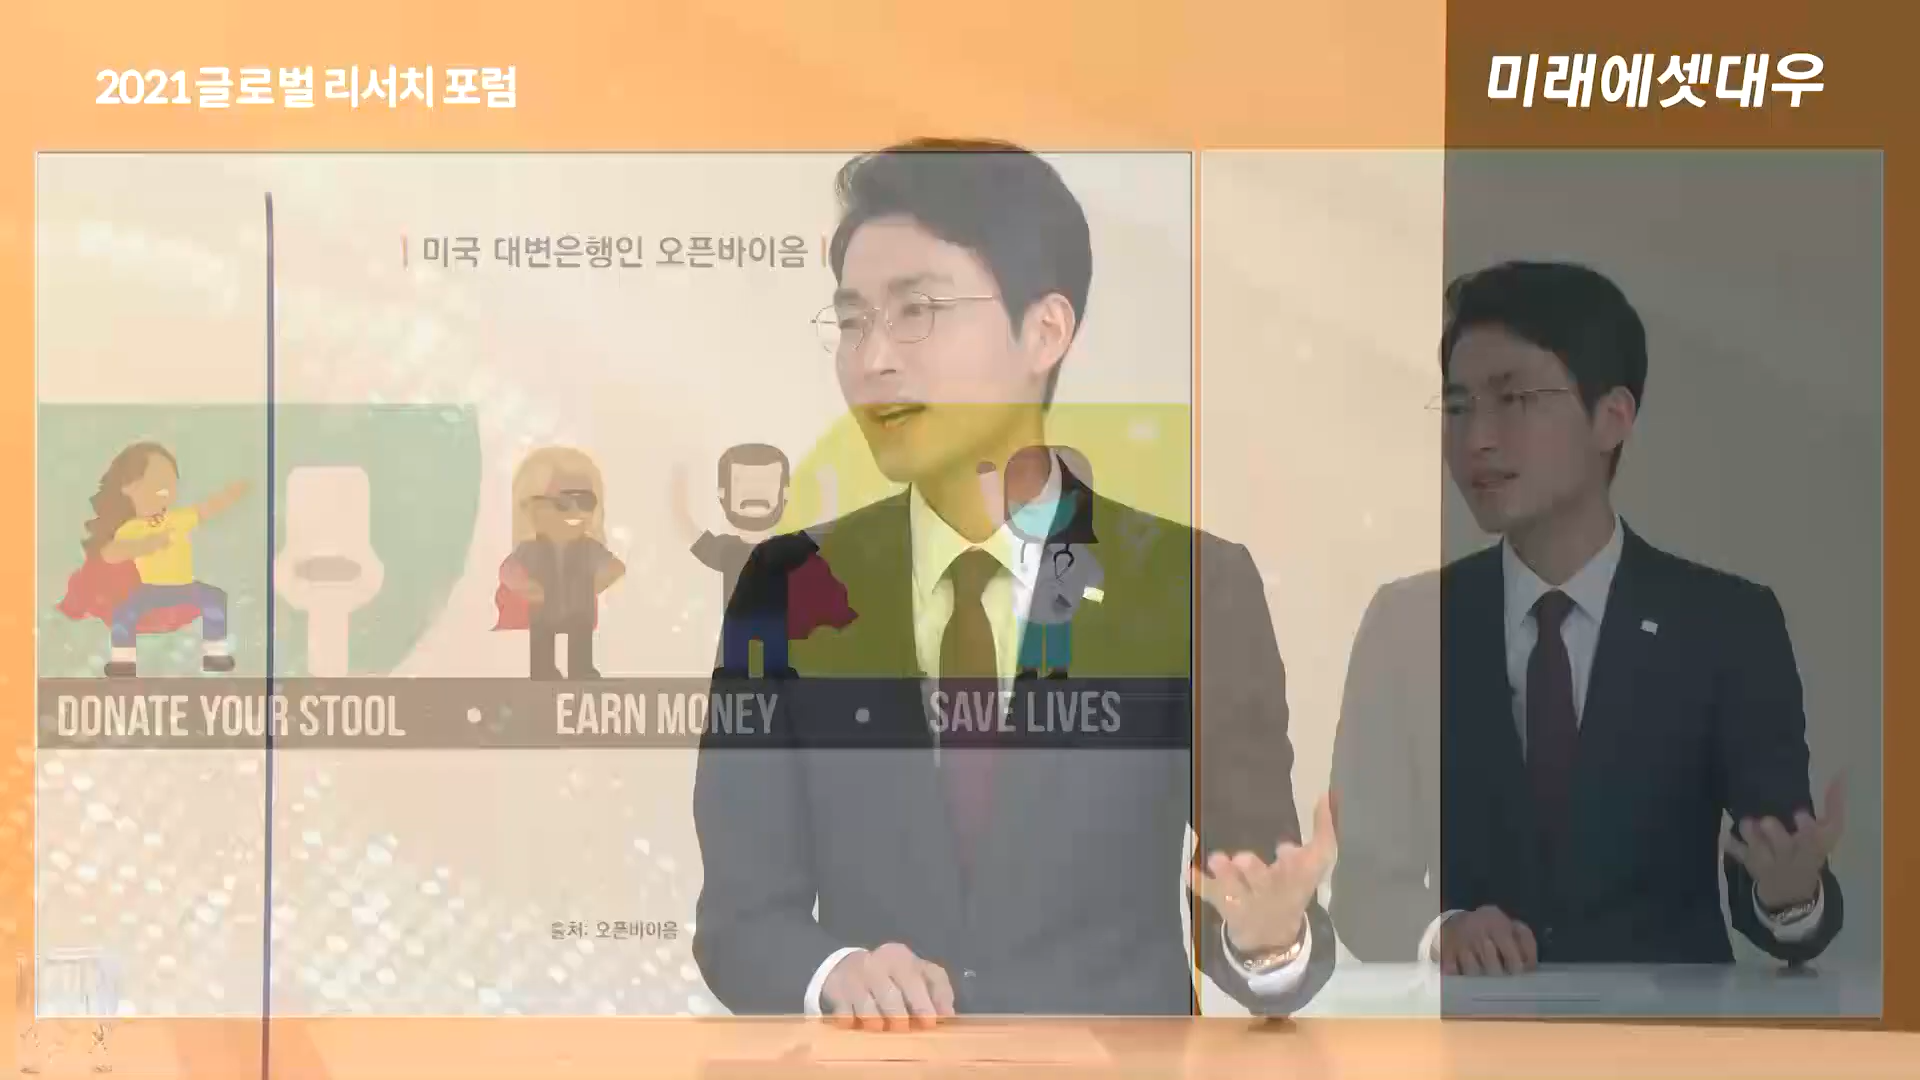 2021 글로벌 리서치 포럼
미래에셋대우
| 미국 대변은행인 오픈바이옴 |
DONATE YOUR STOOL • EARN MONEY • SAVE LIVES
출처: 오픈바이옴